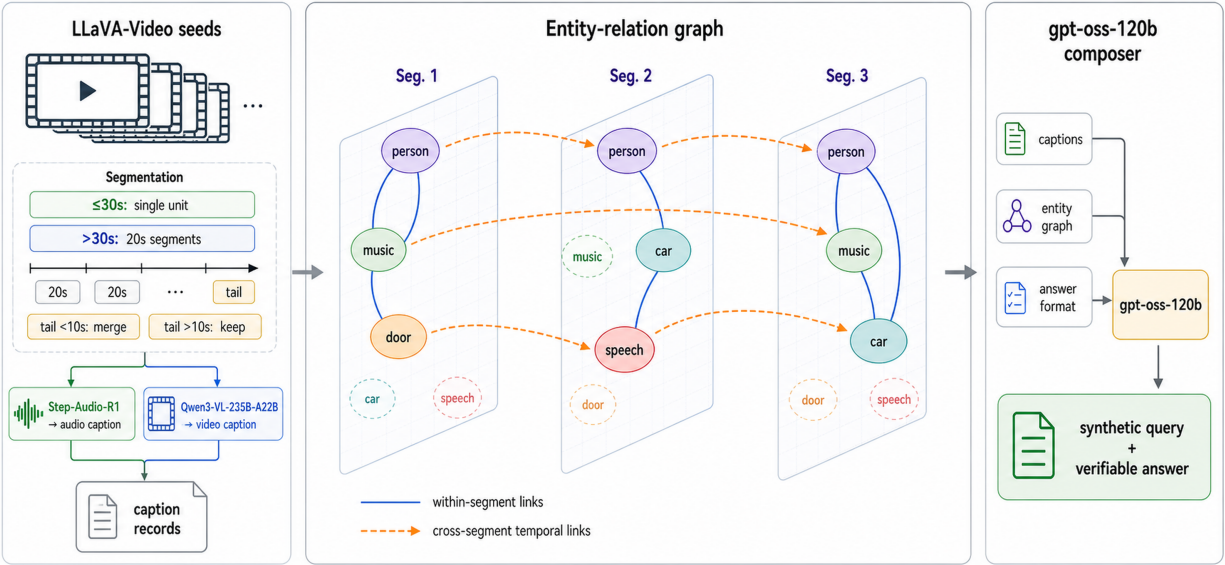 LLaVA-Video seeds
...
Segmentation
≤30s: single unit
>30s: 20s segments
20s
20s
...
tail
tail <10s: merge
tail >10s: keep
Step-Audio-R1
→ audio caption
Qwen3-VL-235B-A22B
→ video caption
caption
records
Entity-relation graph
Seg. 1
person
music
door
car
speech
Seg. 2
person
music
car
speech
door
Seg. 3
person
music
car
door
speech
within-segment links
cross-segment temporal links
gpt-oss-120b
composer
captions
entity
graph
answer
format
gpt-oss-120b
synthetic query
+
verifiable answer